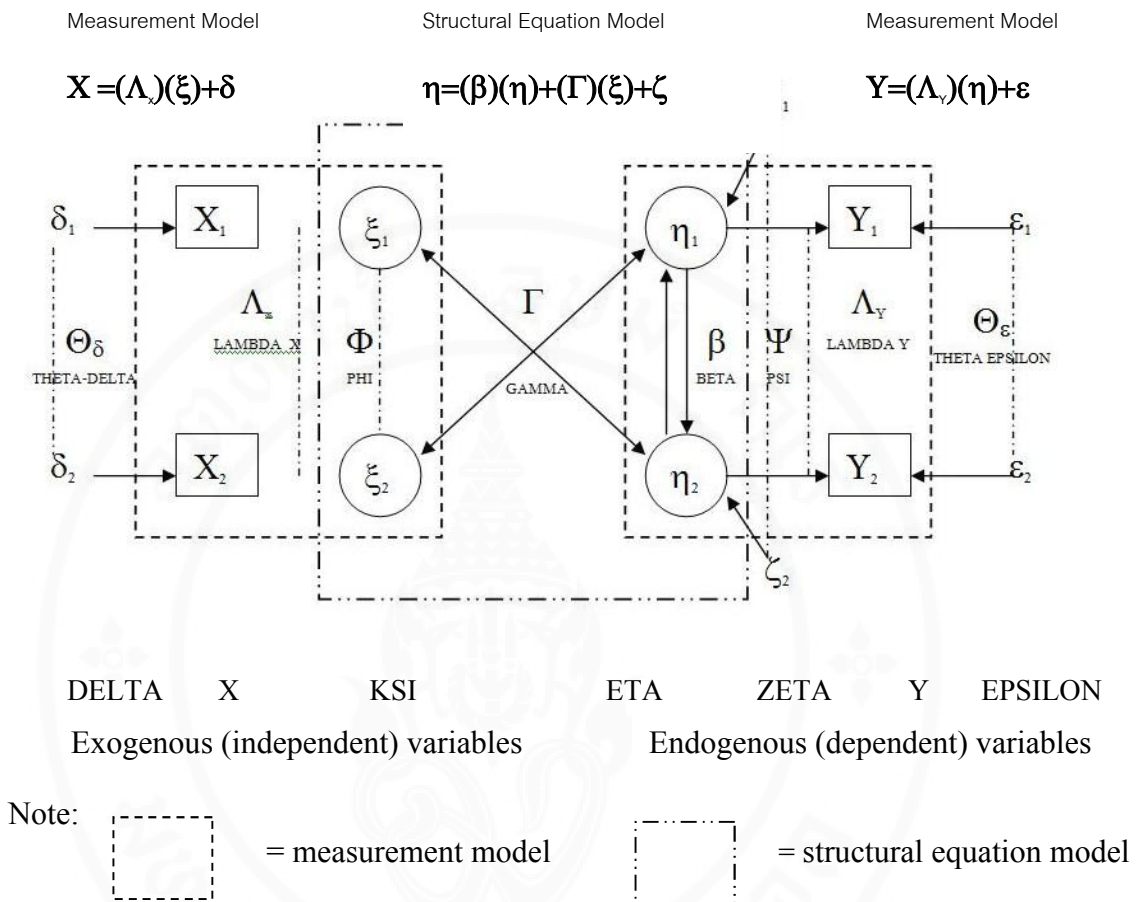 Measurement Model Structural Equation Model Measurement Model
X =(Λx)(ξ)+δ η=(β)(η)+(Γ)(ξ)+ζ Y=(ΛY)(η)+ε
1
δ1 X1 ξ1 η1 Y1 ε1
Λx Γ ΛY
Θδ Φ β Ψ Θε
LAMBDA X LAMBDA Y
THETA-DELTA PHI GAMMA BETA PSI THETA EPSILON
δ2 X2 ξ2 η2 Y2 ε2
ζ2
DELTA X KSI ETA ZETA Y EPSILON
Exogenous (independent) variables Endogenous (dependent) variables
Note:
= measurement model = structural equation model